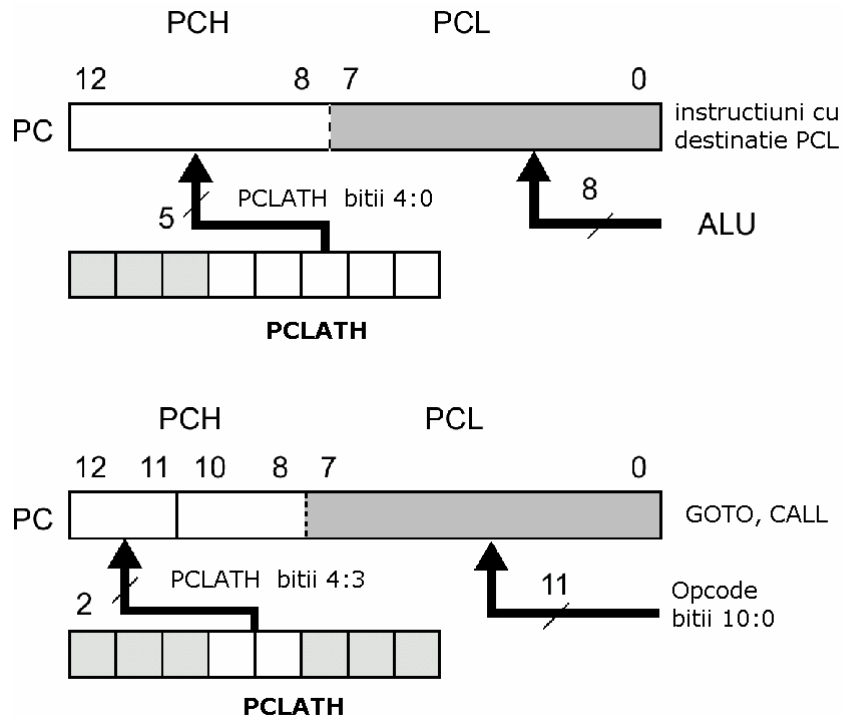 PCH PCL
12 8 7 0
PC
instructiuni cu
destinatie PCL
5 PCLATH bitii 4:0 8
ALU
PCLATH
PCH PCL
12 11 10 8 7 0
PC GOTO, CALL
2 PCLATH bitii 4:3 11 Opcode
bitii 10:0
PCLATH